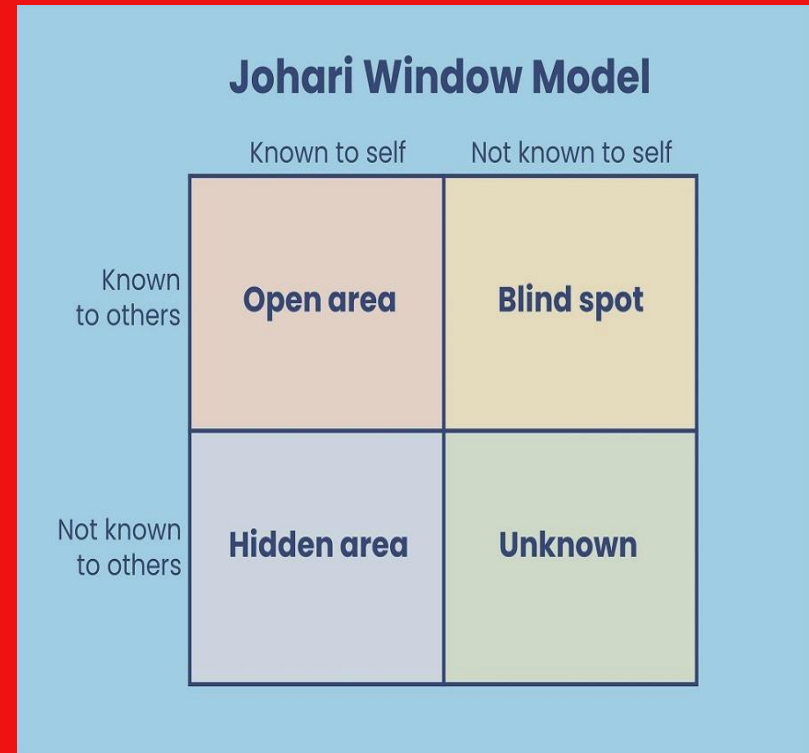 Johari Window Model
Known to self
Not known to self
Known
to others
Open area
Blind spot
Not known
to others
Hidden area
Unknown